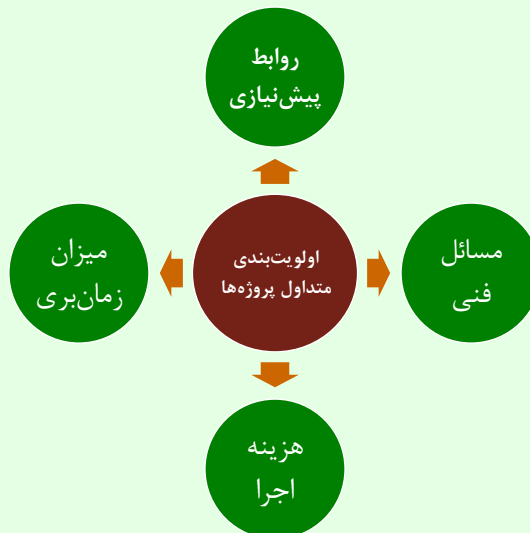 روابط
پیش‌نیازی
مسائل
فنی
اولویت‌بندی
متداول پروژه‌ها
میزان
زمان‌بری
هزینه
اجرا